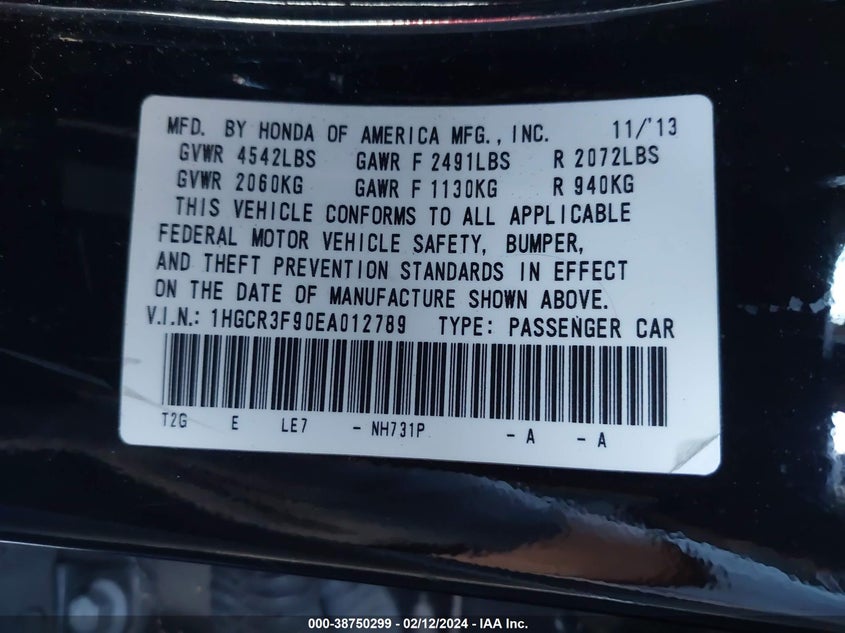 MFD. BY HONDA OF AMERICA MFG., INC. 11/'13
GVWR 4542LBS GAWR F 2491LBS R 2072LBS
GVWR 2060KG GAWR F 1130KG R 940KG
THIS VEHICLE CONFORMS TO ALL APPLICABLE
FEDERAL MOTOR VEHICLE SAFETY, BUMPER,
AND THEFT PREVENTION STANDARDS IN EFFECT
ON THE DATE OF MANUFACTURE SHOWN ABOVE.
V.I.N.: 1HGCR3F90EA012789 TYPE: PASSENGER CAR
T2G E LE7 - NH731P - A - A
000-38750299 - 02/12/2024 - IAA Inc.